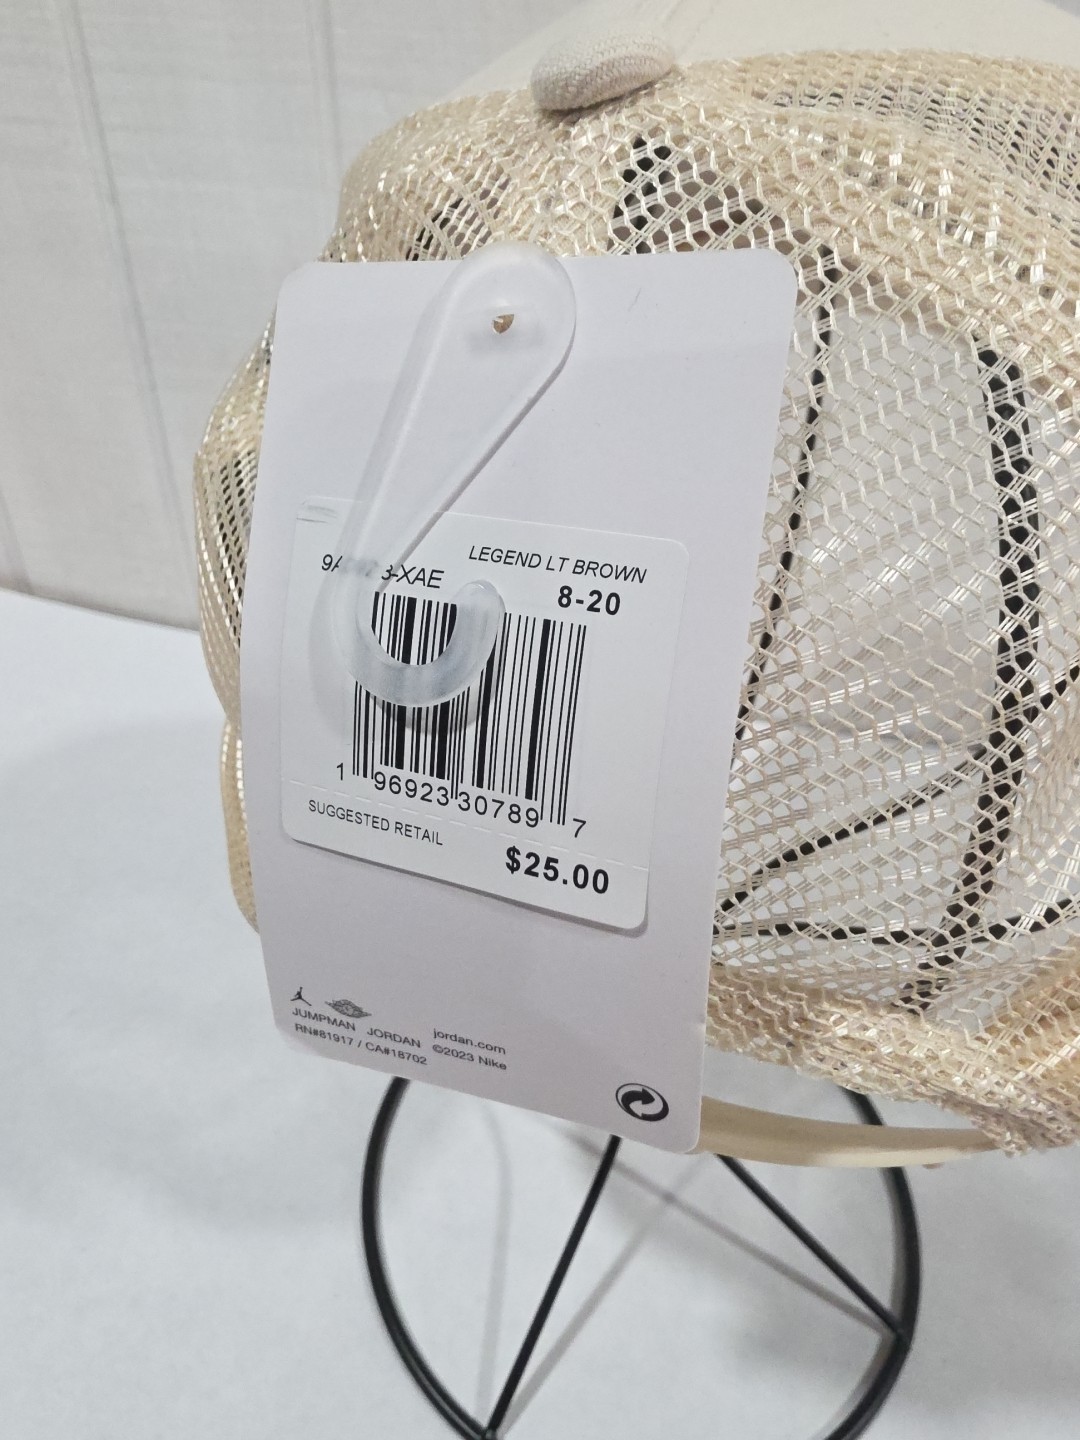 LEGEND LT BROWN
8-20
1 96923 30789 7
SUGGESTED RETAIL
$25.00
JUMPMAN JORDAN jordan.com
RN#81917 / CA#18702 ©2023 Nike